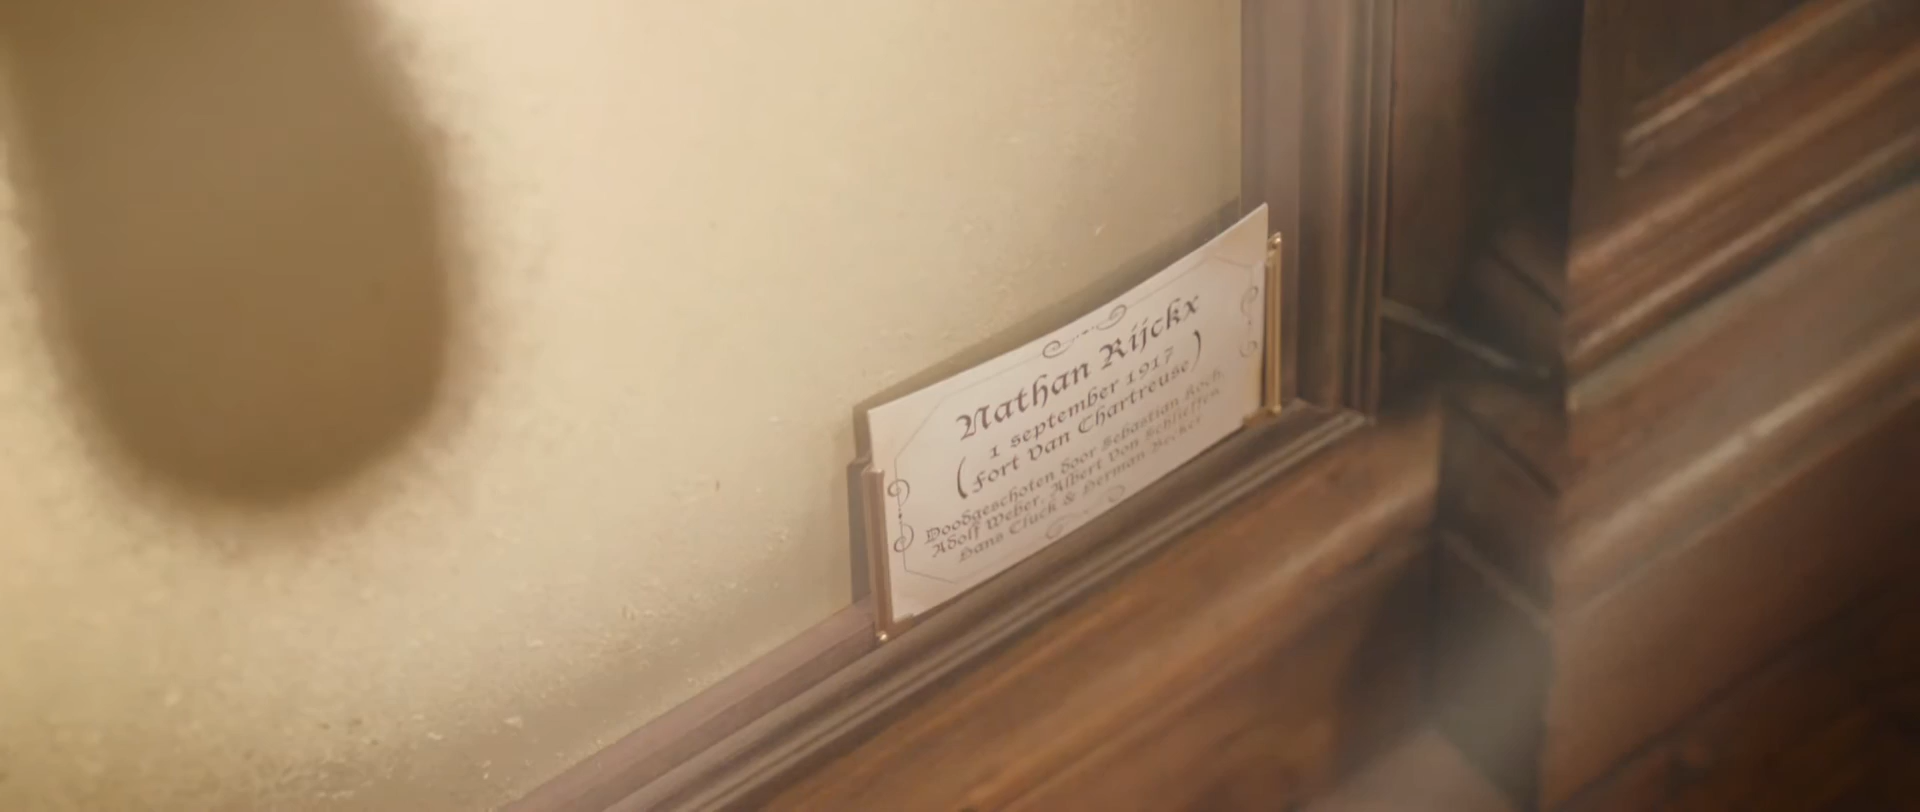 Nathan Rijckx
1 september 1917
(Fort Van Chartreuse)
Doodgeschoten door Sebastian Koch,
Adolf Weber, Albert Von Schlieffen,
Hans Cluck & Herman Becker